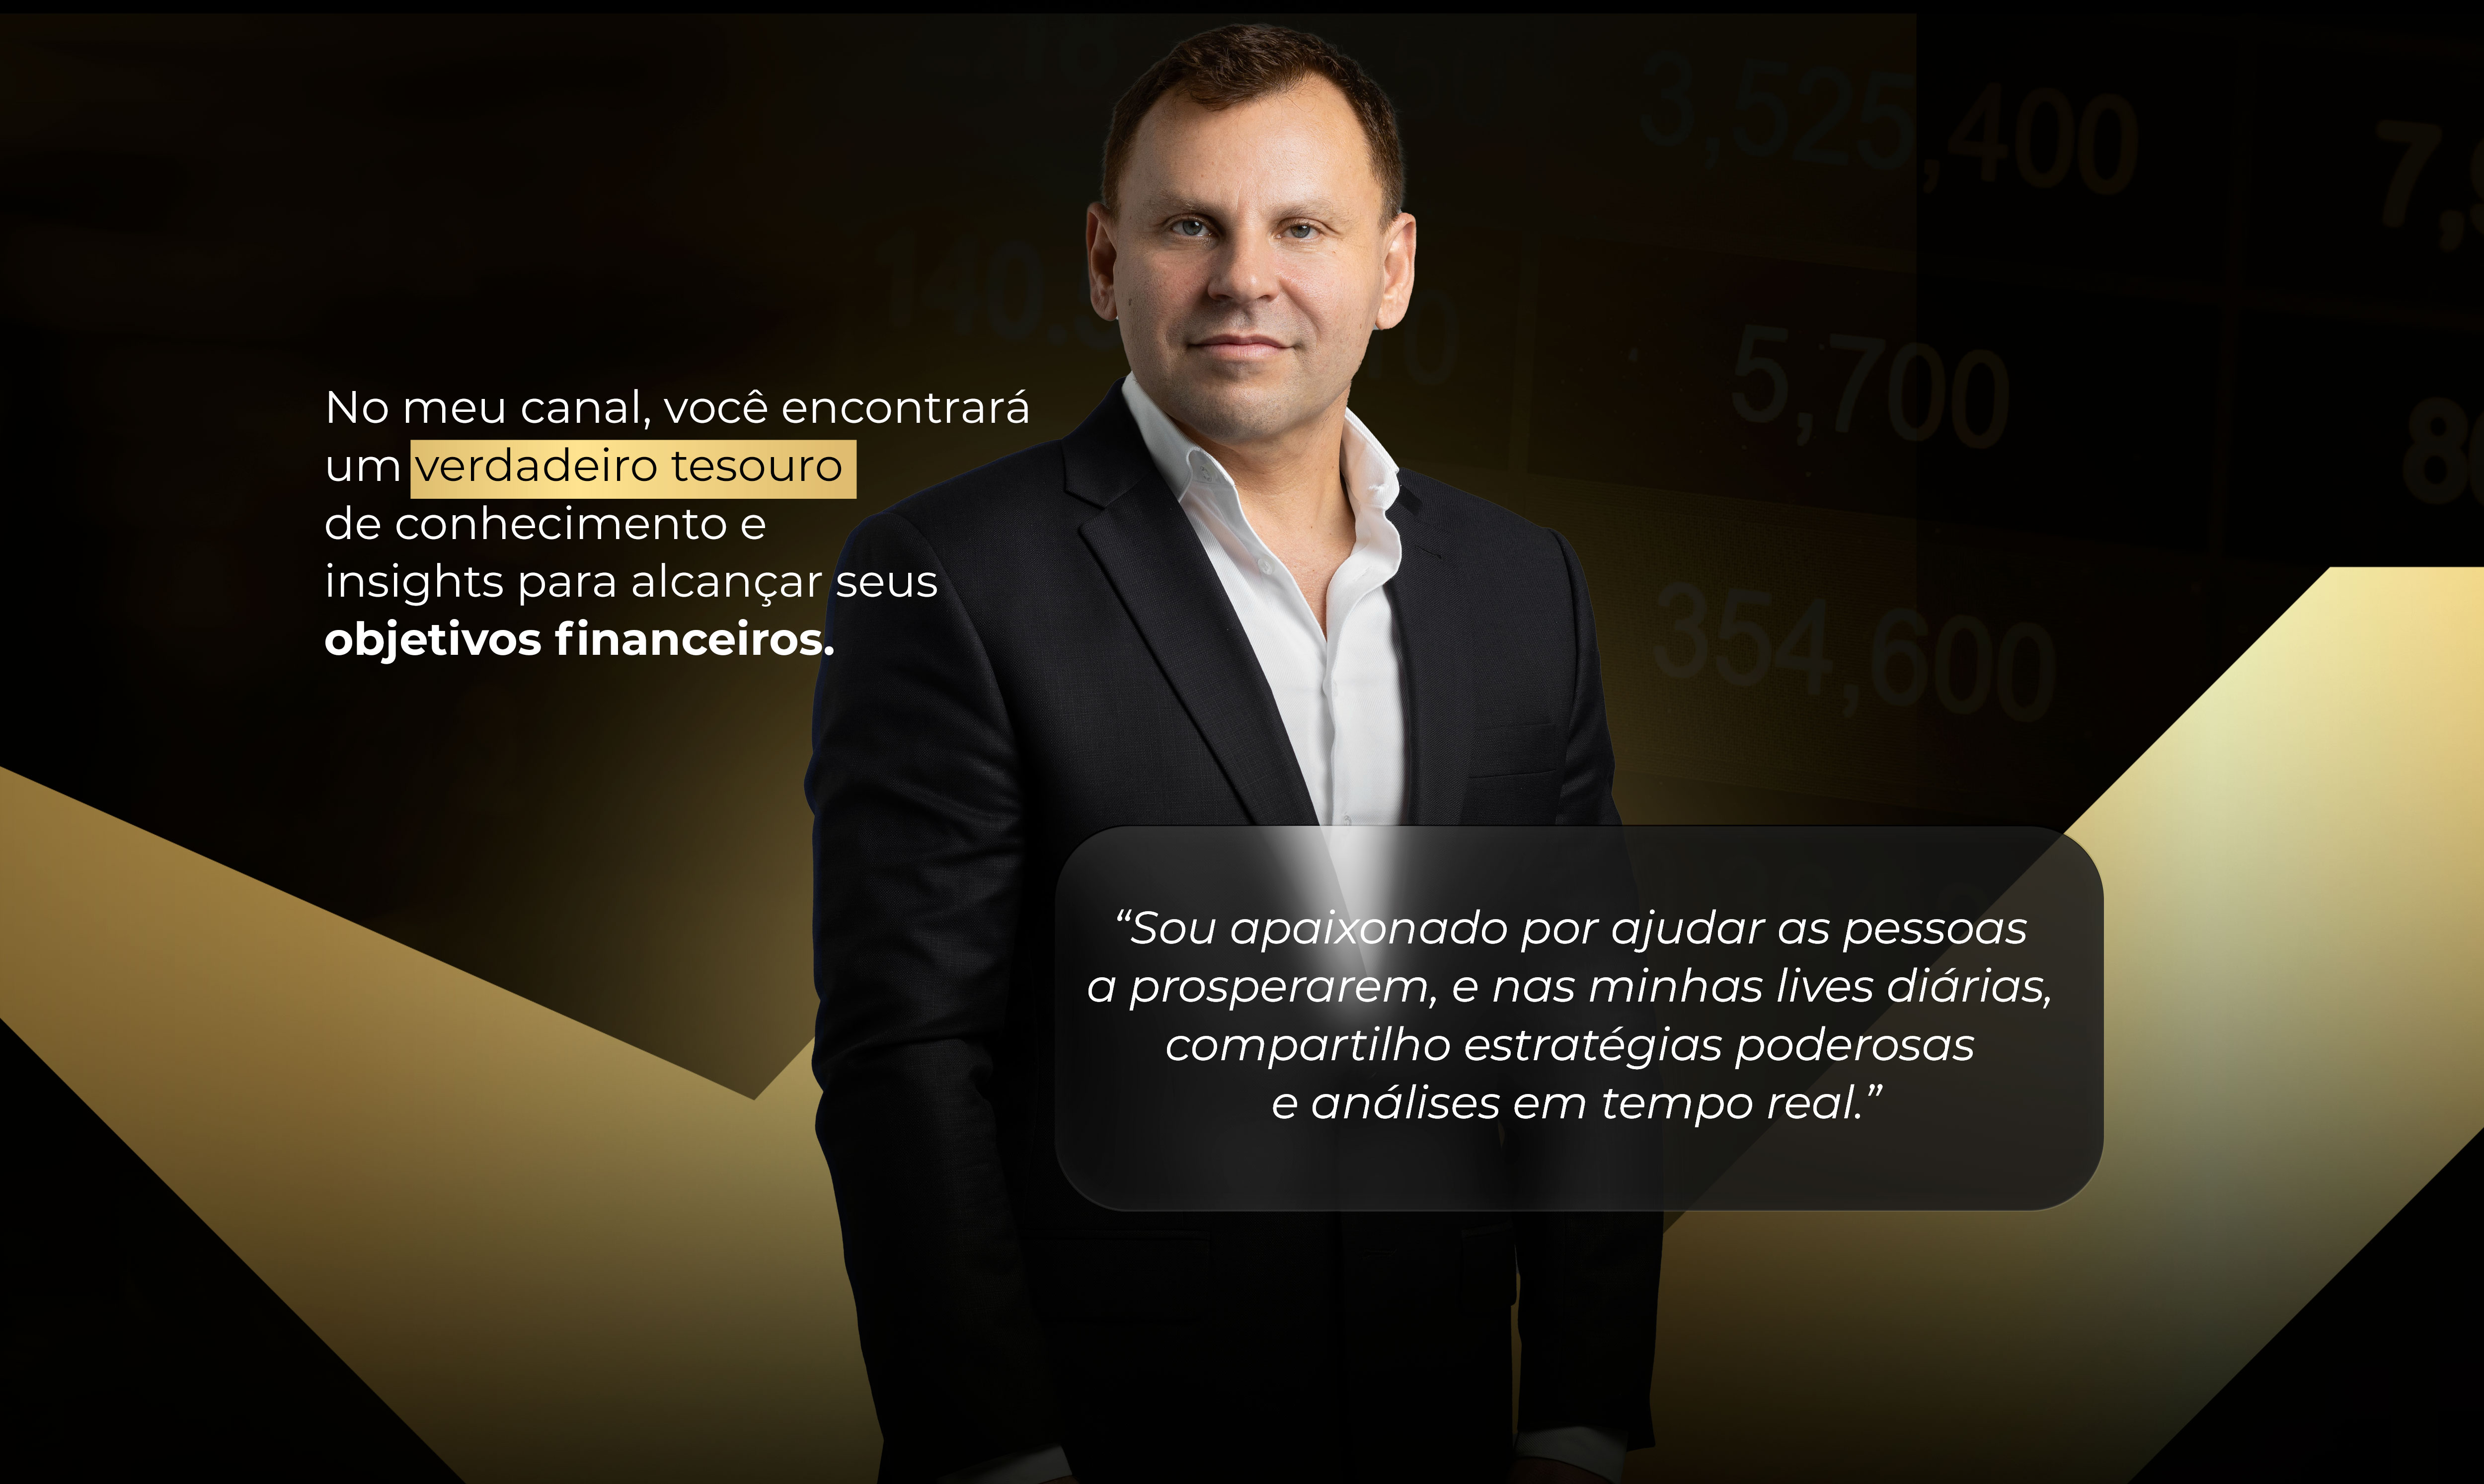 No meu canal, você encontrará
um verdadeiro tesouro
de conhecimento e
insights para alcançar seus
objetivos financeiros.
“Sou apaixonado por ajudar as pessoas
a prosperarem, e nas minhas lives diárias,
compartilho estratégias poderosas
e análises em tempo real.”
3,525,400
5,700
354,600